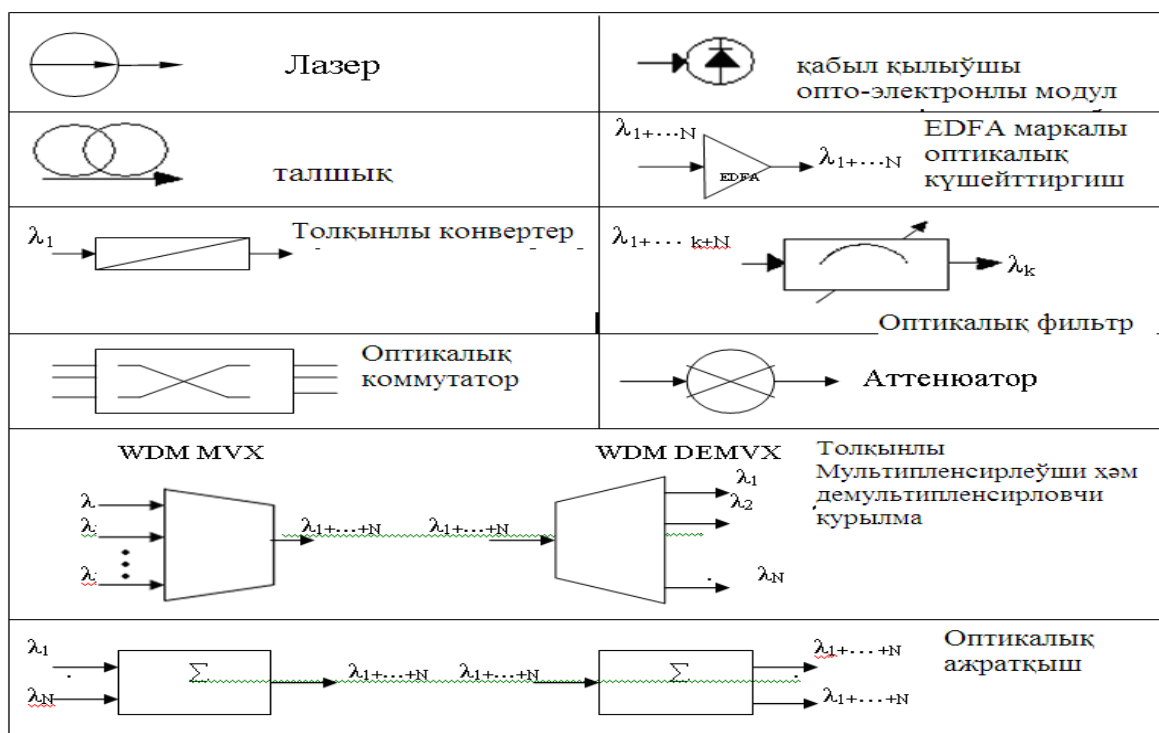 Лазер
қабыл қылыўшы
опто-электронлы модул
талшық
λ1+…N
EDFA
λ1+…N
EDFA маркалы
оптикалық
күшейттиргиш
λ1
Толқынлы конвертер
λ1+… k+N
λk
Оптикалық фильтр
Оптикалық
коммутатор
Аттенюатор
WDM MVX
WDM DEMVX
Толқынлы
Мультипленсирлеўши ҳәм
демультипленсирловчи
қурылма
λ
λ
λ
λ1+…+N
λ1+…+N
λ1
λ2
λN
Оптикалық
ажратқыш
λ1
λN
Σ
λ1+…+N
λ1+…+N
Σ
λ1+…+N
λ1+…+N